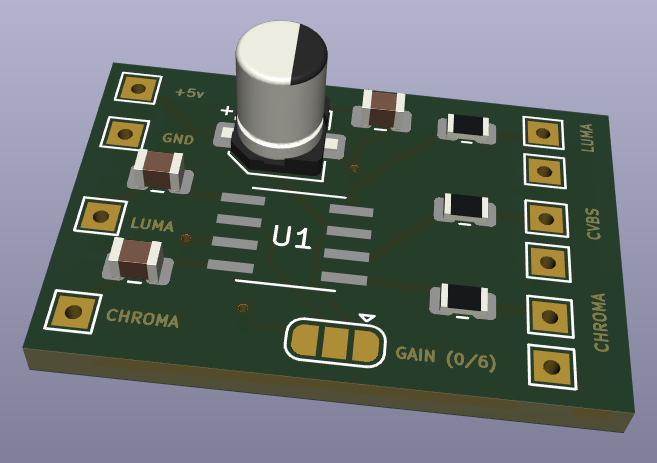 +5v
+
GND
LUMA
CHROMA
U1
GAIN (0/6)
LUMA
CVBS
CHROMA